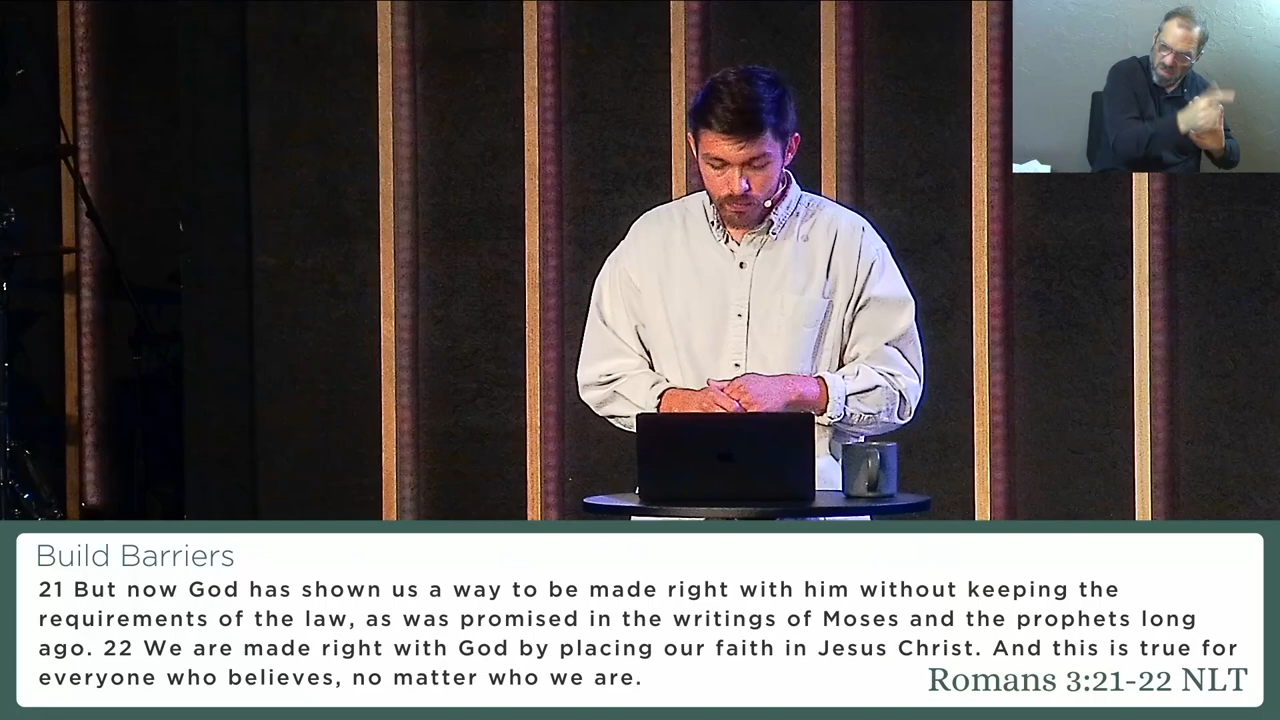 Build Barriers
21 But now God has shown us a way to be made right with him without keeping the
requirements of the law, as was promised in the writings of Moses and the prophets long
ago. 22 We are made right with God by placing our faith in Jesus Christ. And this is true for
everyone who believes, no matter who we are.
Romans 3:21-22 NLT